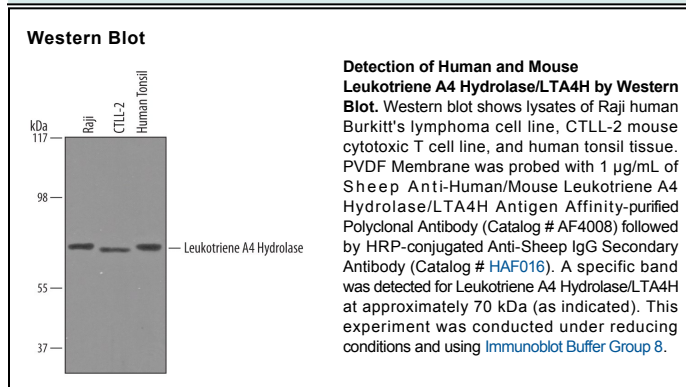 Western Blot
kDa
Raji
CTLL-2
Human Tonsil
117
98
55
37
Leukotriene A4 Hydrolase
Detection of Human and Mouse
Leukotriene A4 Hydrolase/LTA4H by Western
Blot. Western blot shows lysates of Raji human
Burkitt's lymphoma cell line, CTLL-2 mouse
cytotoxic T cell line, and human tonsil tissue.
PVDF Membrane was probed with 1 µg/mL of
Sheep Anti-Human/Mouse Leukotriene A4
Hydrolase/LTA4H Antigen Affinity-purified
Polyclonal Antibody (Catalog # AF4008) followed
by HRP-conjugated Anti-Sheep IgG Secondary
Antibody (Catalog # HAF016). A specific band
was detected for Leukotriene A4 Hydrolase/LTA4H
at approximately 70 kDa (as indicated). This
experiment was conducted under reducing
conditions and using Immunoblot Buffer Group 8.